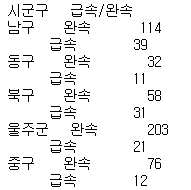 시군구 급속/완속
남구 완속 114
급속 39
동구 완속 32
급속 11
북구 완속 58
급속 31
울주군 완속 203
급속 21
중구 완속 76
급속 12